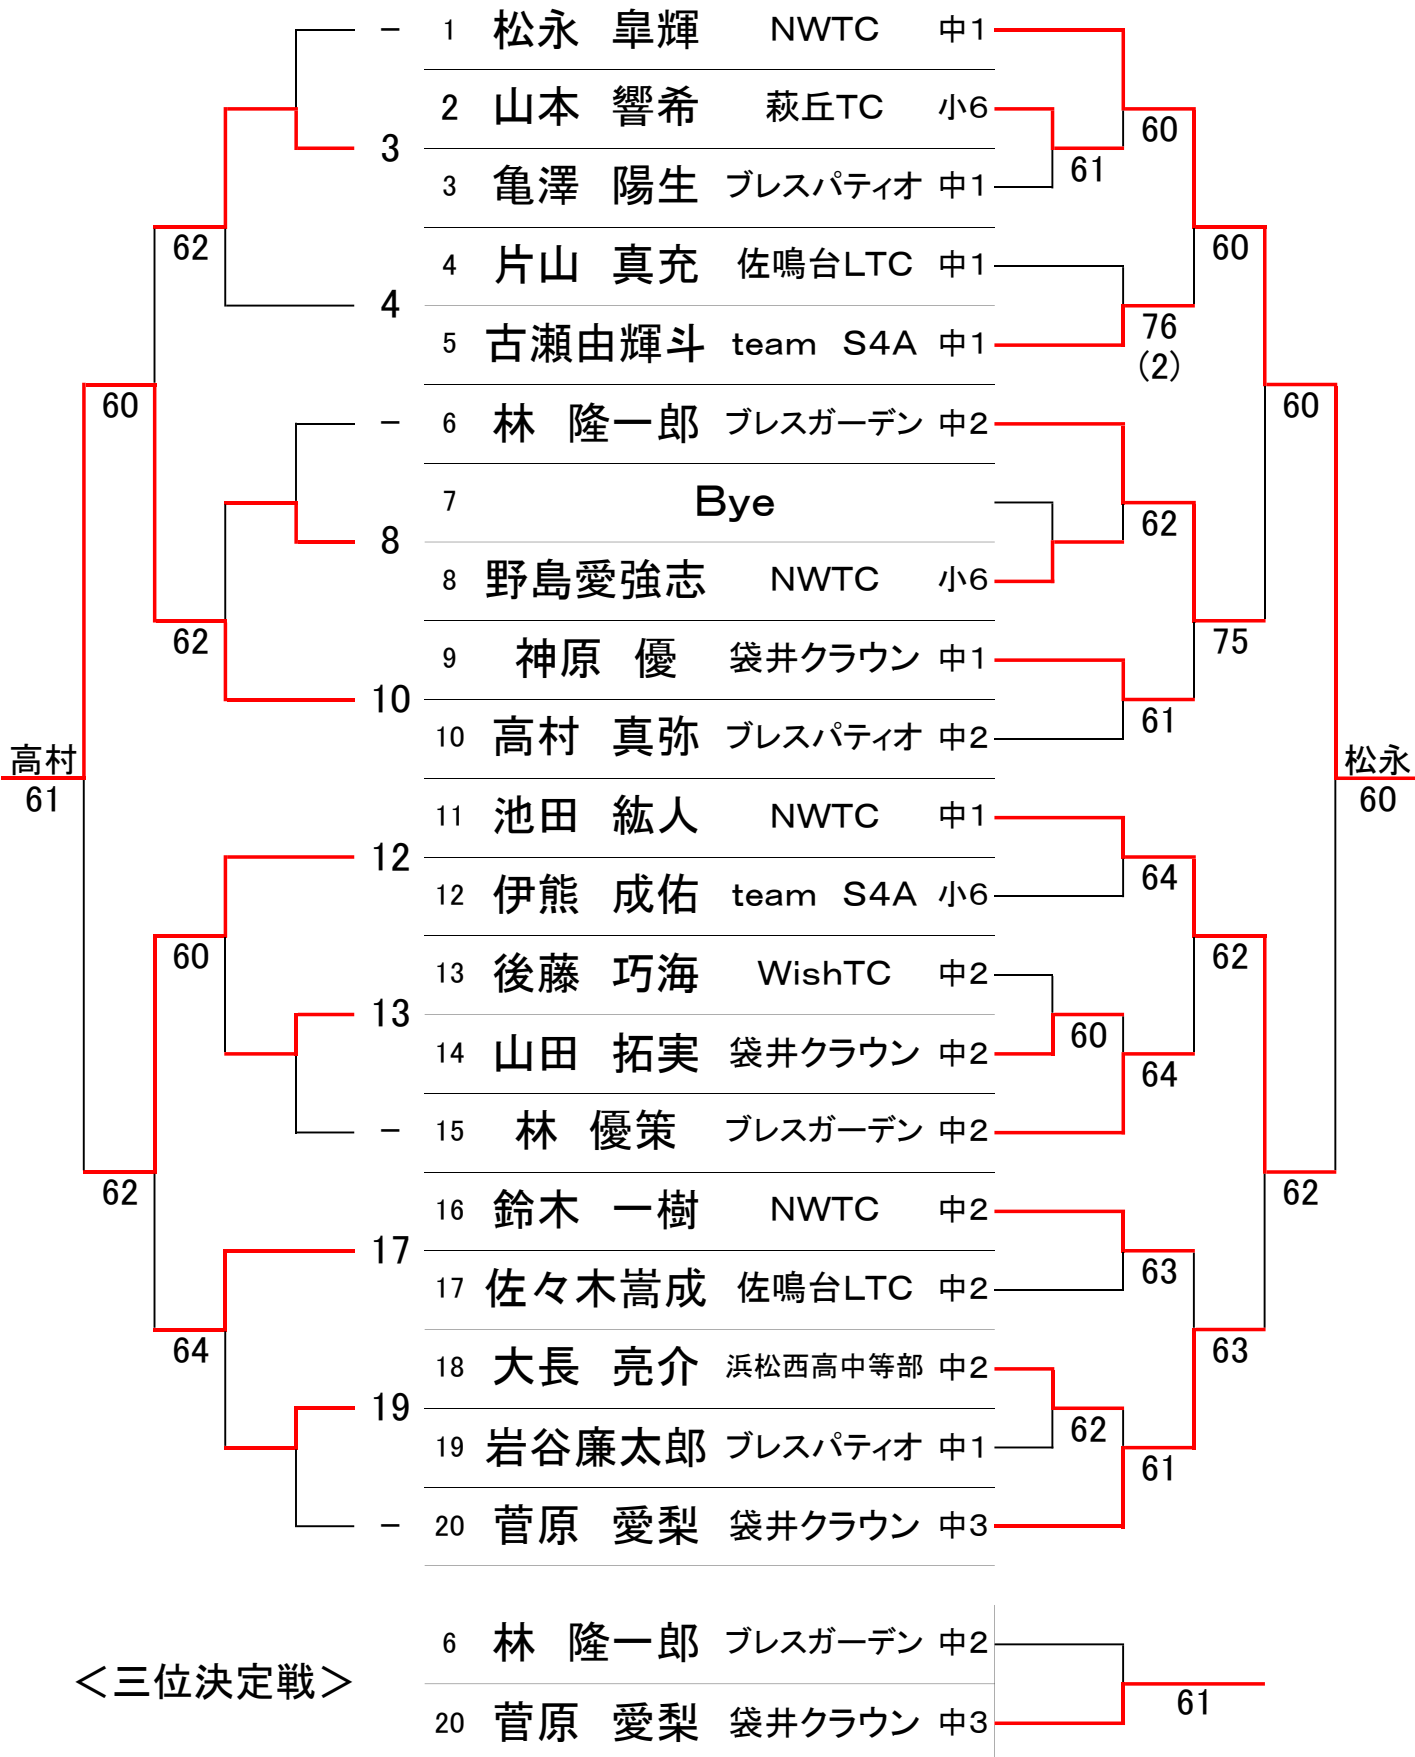 － 1 松永　皐輝 NWTC 中1
2 山本　響希 萩丘TC 小6
3 60
61
3 亀澤　陽生 ブレスパティオ 中1
62 60
4 片山　真充 佐鳴台LTC 中1
4
76
5 古瀬由輝斗 team　S4A 中1
(2)
60 60
－ 6 林　隆一郎 ブレスガーデン 中2
7 Bye
62
8
8 野島愛強志 NWTC 小6
62 75
9 神原　優 袋井クラウン 中1
10 61
10 高村　真弥 ブレスパティオ 中2
高村 松永
61 60
11 池田　紘人 NWTC 中1
12 64
12 伊熊　成佑 team　S4A 小6
60 62
13 後藤　巧海 WishTC 中2
13 60
14 山田　拓実 袋井クラウン 中2
64
－ 15 林　優策 ブレスガーデン 中2
62 62
16 鈴木　一樹 NWTC 中2
17 63
17 佐々木嵩成 佐鳴台LTC 中2
64 63
18 大長　亮介 浜松西高中等部 中2
19 62
19 岩谷廉太郎 ブレスパティオ 中1
61
－ 20 菅原　愛梨 袋井クラウン 中3
6 林　隆一郎 ブレスガーデン 中2
＜三位決定戦＞ 61
20 菅原　愛梨 袋井クラウン 中3